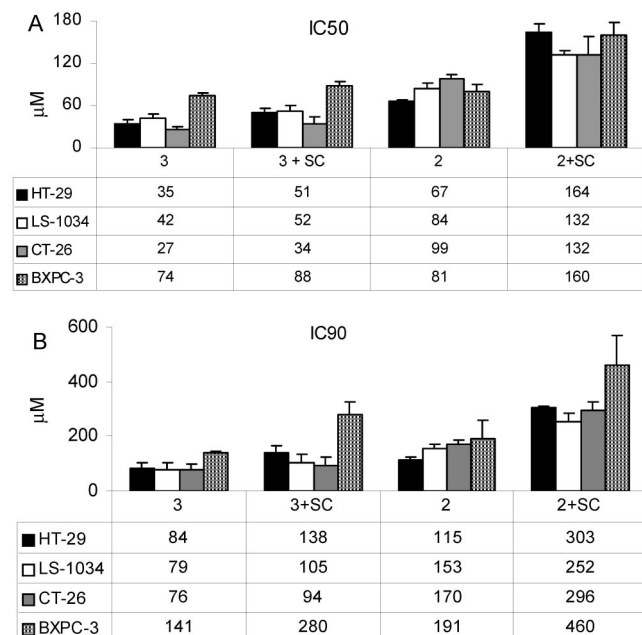 A
IC50
180
120
60
0
µM
3 3 + SC 2 2+SC
HT-29 35 51 67 164
LS-1034 42 52 84 132
CT-26 27 34 99 132
BXPC-3 74 88 81 160
B
IC90
600
400
200
0
µM
3 3+SC 2 2+SC
HT-29 84 138 115 303
LS-1034 79 105 153 252
CT-26 76 94 170 296
BXPC-3 141 280 191 460